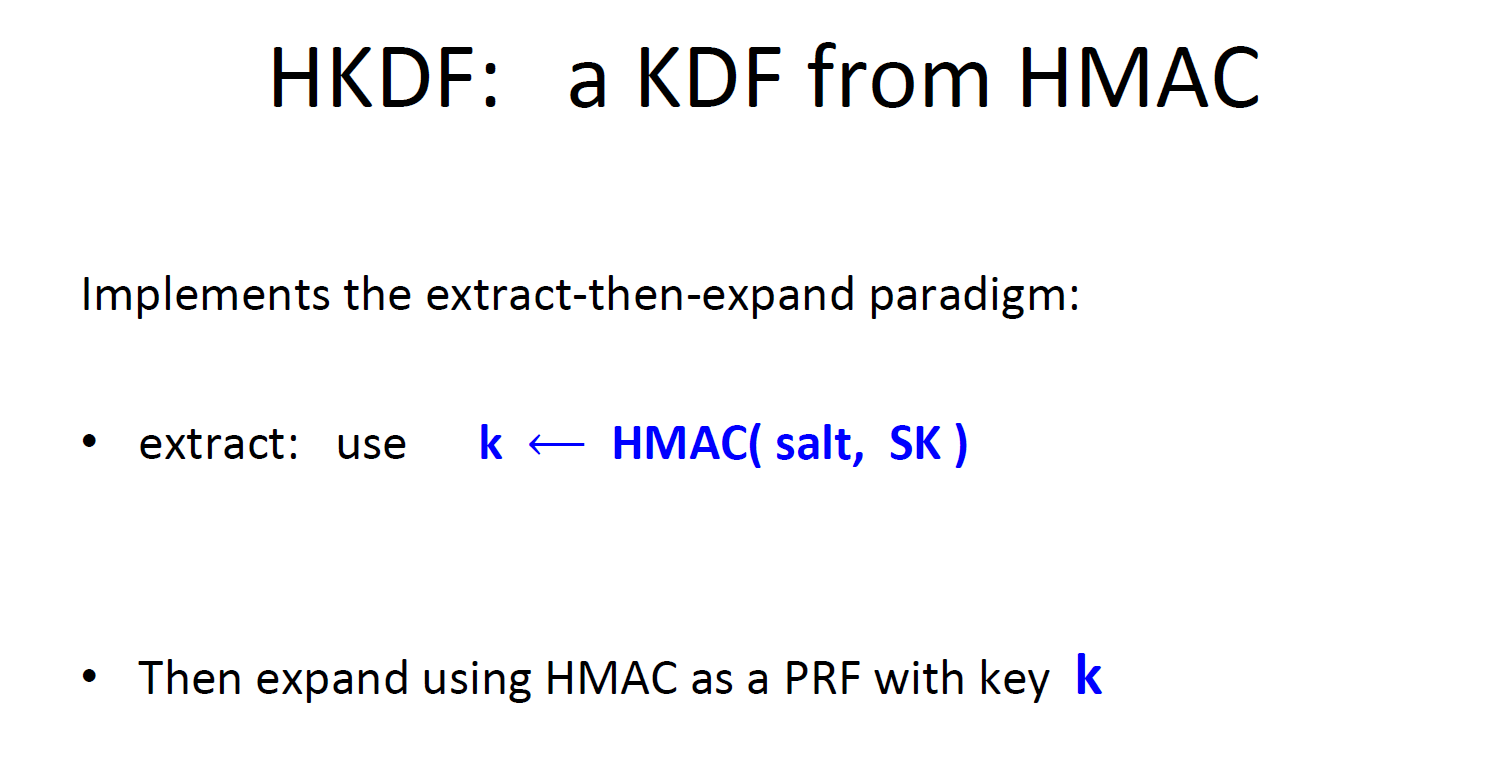 HKDF: a KDF from HMAC
Implements the extract-then-expand paradigm:
• extract: use k ⟵ HMAC( salt, SK )
• Then expand using HMAC as a PRF with key k